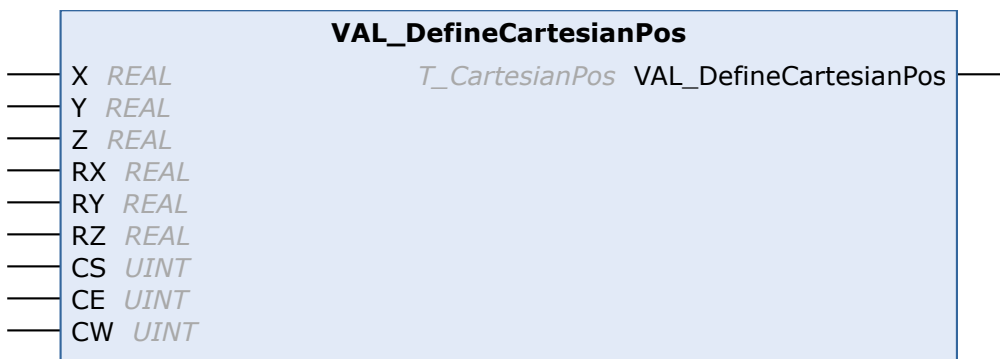 VAL_DefineCartesianPos
X REAL T_CartesianPos VAL_DefineCartesianPos
Y REAL
Z REAL
RX REAL
RY REAL
RZ REAL
CS UINT
CE UINT
CW UINT